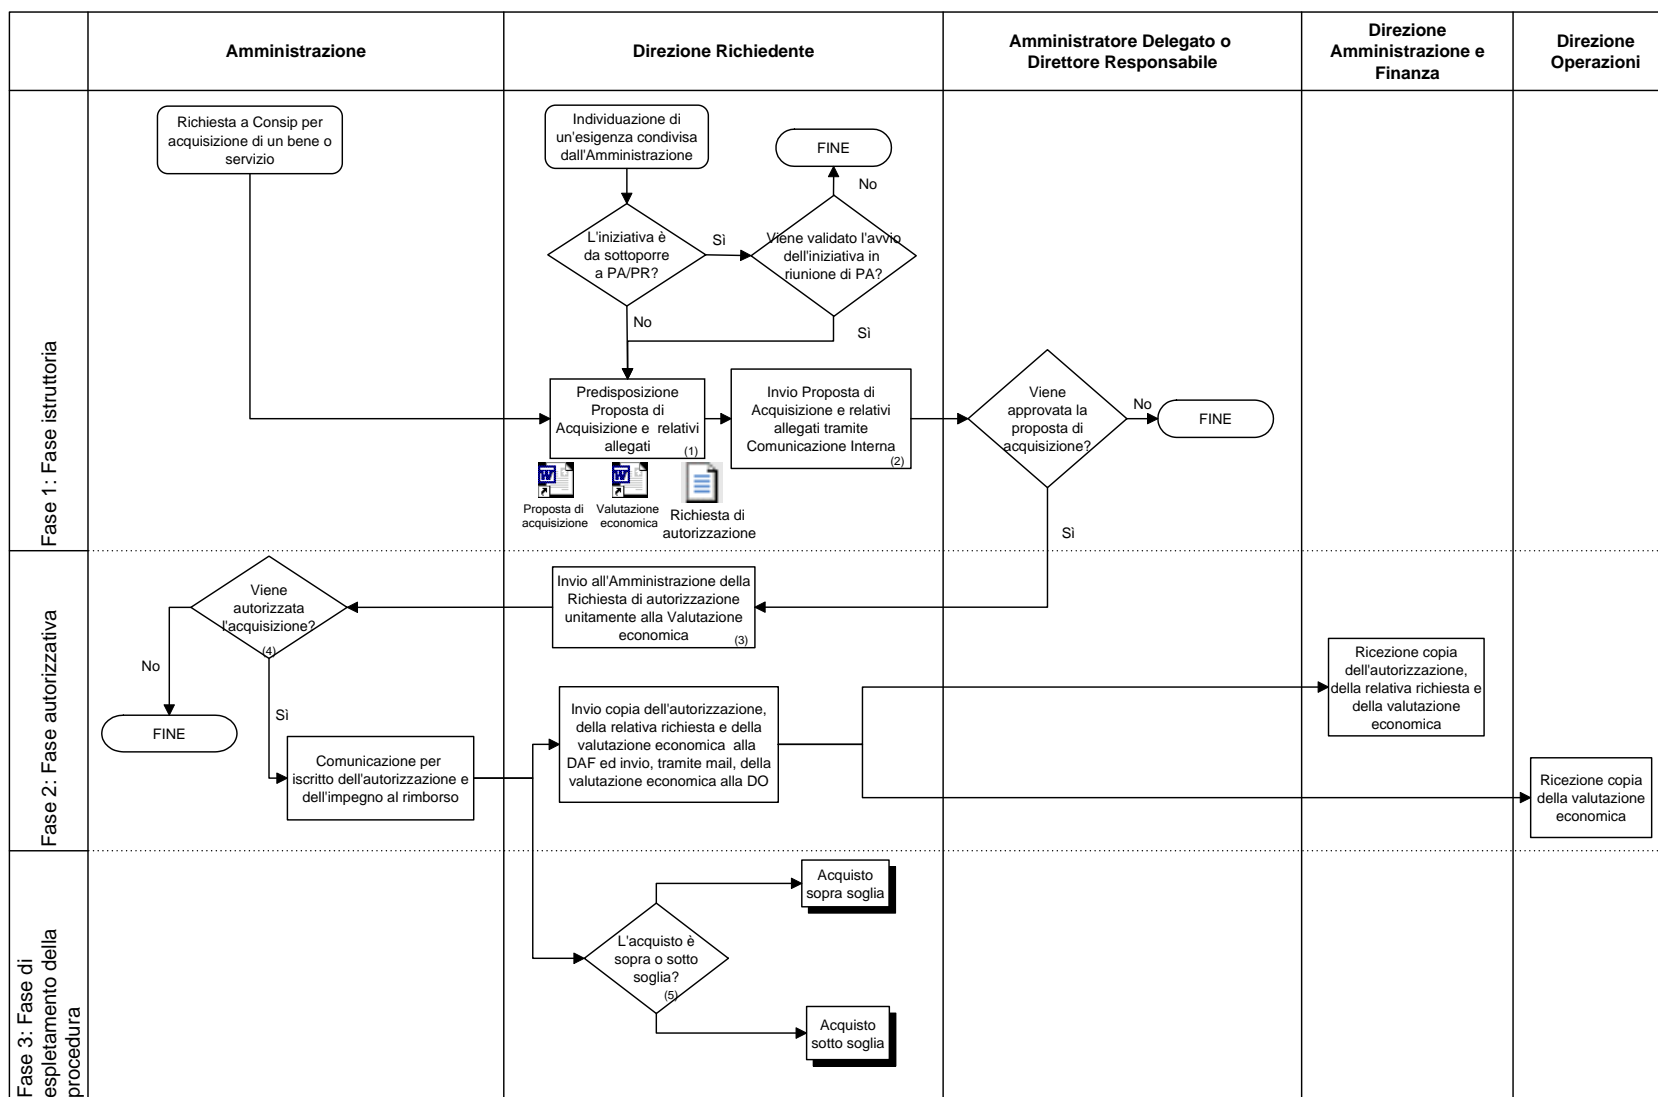 Amministrazione
Direzione Richiedente
Amministratore Delegato o
Direttore Responsabile
Direzione
Amministrazione e
Finanza
Direzione
Operazioni
Fase 1: Fase istruttoria
Richiesta a Consip per
acquisizione di un bene o
servizio
Individuazione di
un'esigenza condivisa
dall'Amministrazione
FINE
No
L'iniziativa è
da sottoporre
a PA/PR?
Sì
Viene validato l'avvio
dell'iniziativa in
riunione di PA?
No
Sì
Predisposizione
Proposta di
Acquisizione e relativi
allegati
(1)
Invio Proposta di
Acquisizione e relativi
allegati tramite
Comunicazione Interna
(2)
Viene
approvata la
proposta di
acquisizione?
No
FINE
Proposta di
acquisizione
Valutazione
economica
Richiesta di
autorizzazione
Sì
Fase 2: Fase autorizzativa
Viene
autorizzata
l'acquisizione?
(4)
Invio all'Amministrazione della
Richiesta di autorizzazione
unitamente alla Valutazione
economica
(3)
No
FINE
Sì
Comunicazione per
iscritto dell'autorizzazione e
dell'impegno al rimborso
Invio copia dell'autorizzazione,
della relativa richiesta e della
valutazione economica alla
DAF ed invio, tramite mail, della
valutazione economica alla DO
Ricezione copia
dell'autorizzazione,
della relativa richiesta e
della valutazione
economica
Ricezione copia
della valutazione
economica
Fase 3: Fase di
espletamento della
procedura
Acquisto
sopra soglia
L'acquisto è
sopra o sotto
soglia?
(5)
Acquisto
sotto soglia